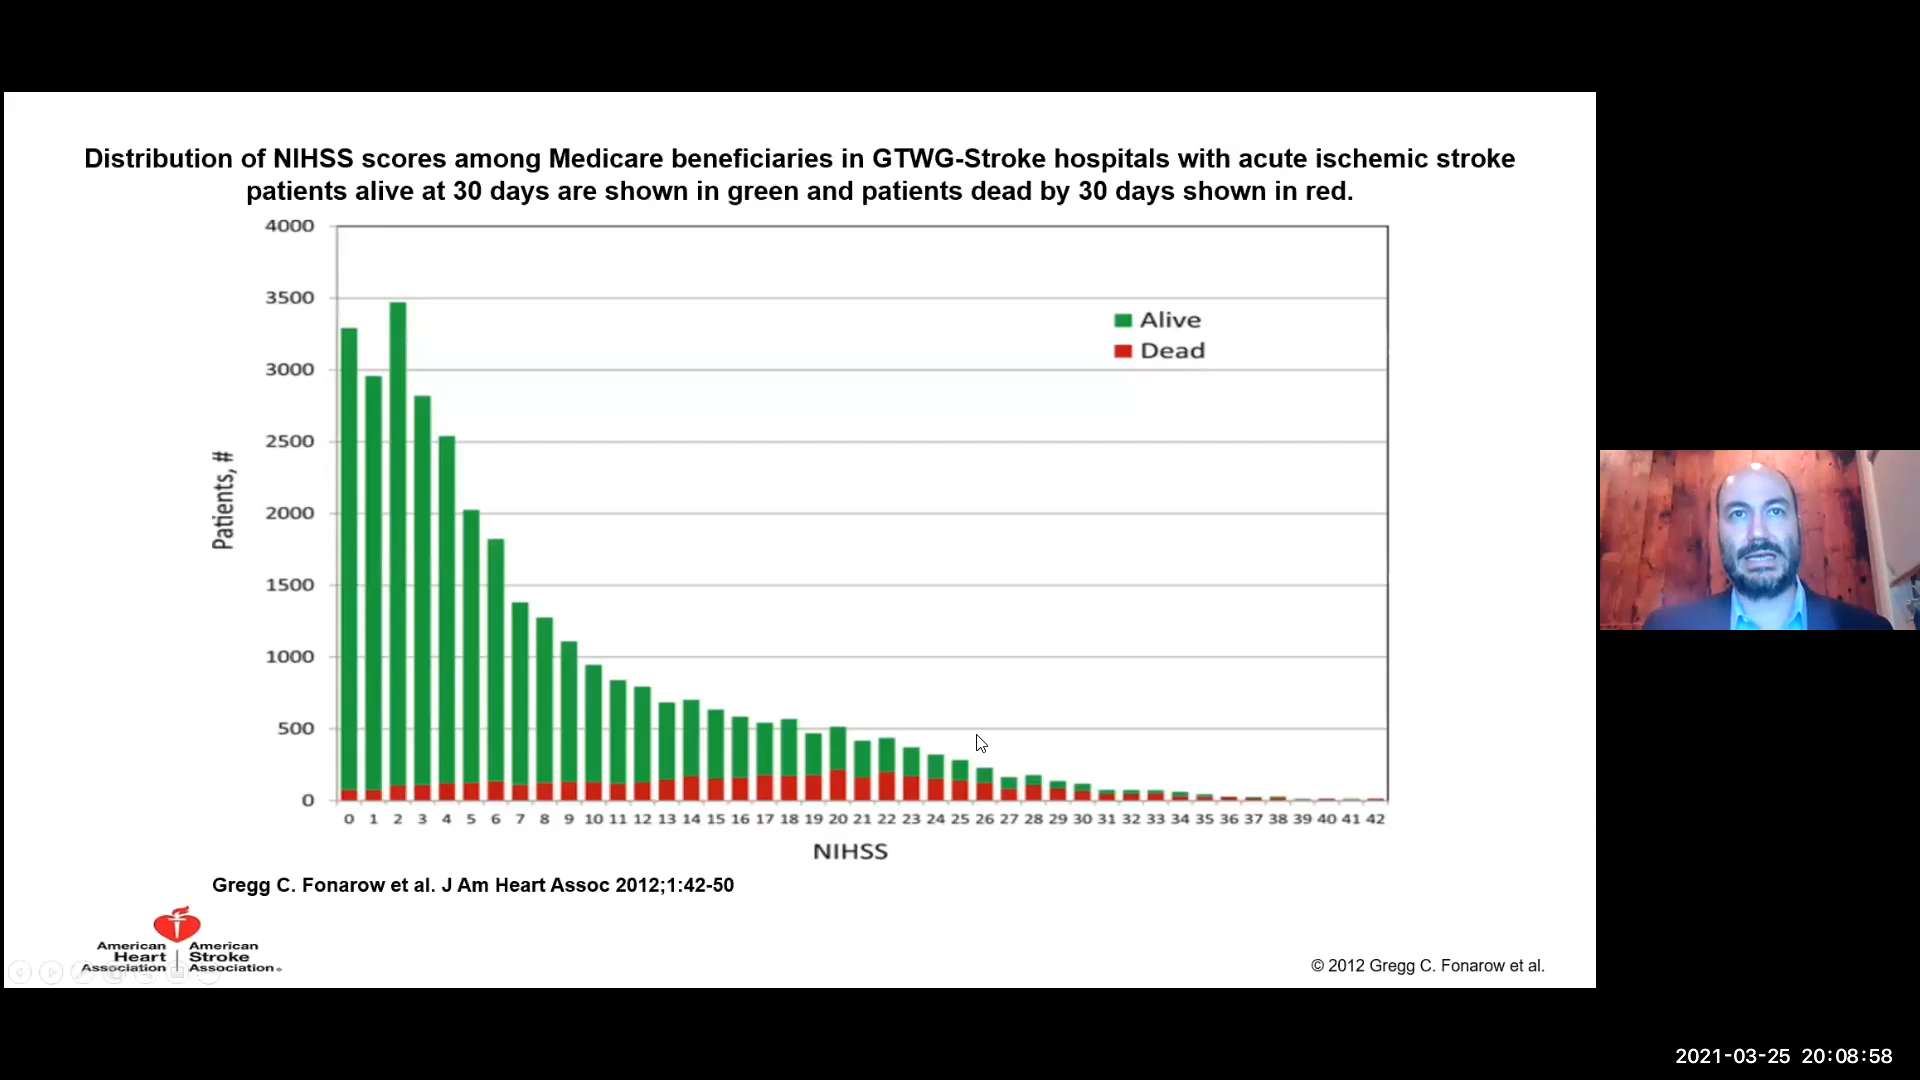 Distribution of NIHSS scores among Medicare beneficiaries in GTWG-Stroke hospitals with acute ischemic stroke
patients alive at 30 days are shown in green and patients dead by 30 days shown in red.
4000
3500
3000
2500
2000
1500
1000
500
0
Patients, #
Alive
Dead
0 1 2 3 4 5 6 7 8 9 10 11 12 13 14 15 16 17 18 19 20 21 22 23 24 25 26 27 28 29 30 31 32 33 34 35 36 37 38 39 40 41 42
NIHSS
Gregg C. Fonarow et al. J Am Heart Assoc 2012;1:42-50
American Heart Association
American Stroke Association®
© 2012 Gregg C. Fonarow et al.
2021-03-25 20:08:58